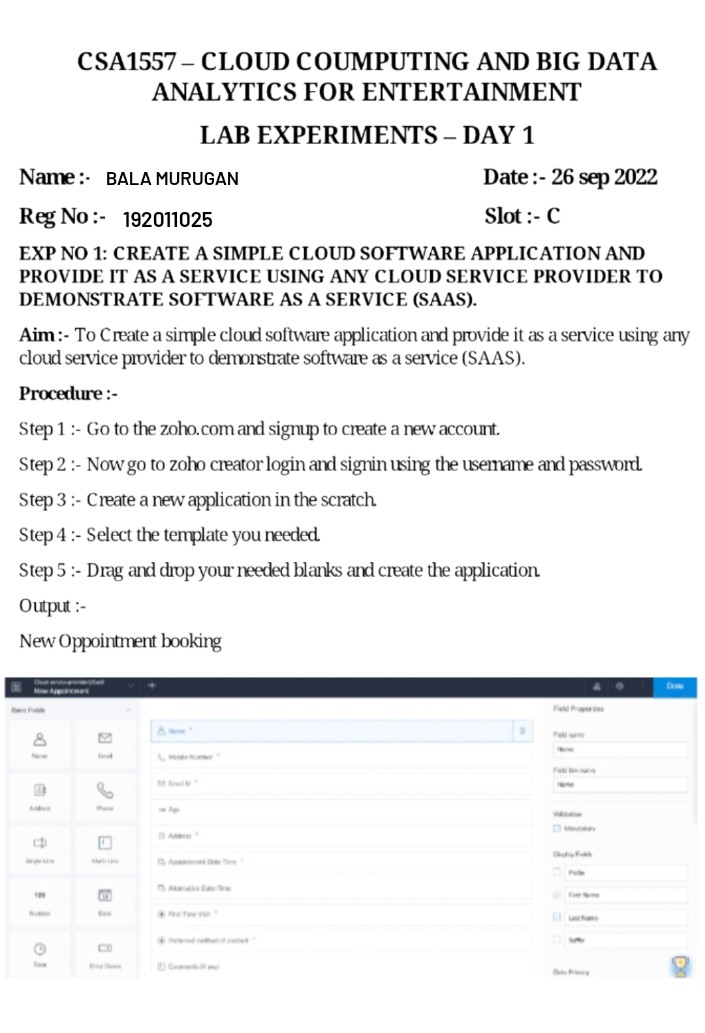 CSA1557 – CLOUD COUMPUTING AND BIG DATA
ANALYTICS FOR ENTERTAINMENT
LAB EXPERIMENTS – DAY 1
Name :- BALA MURUGAN Date :- 26 sep 2022
Reg No :- 192011025 Slot :- C
EXP NO 1: CREATE A SIMPLE CLOUD SOFTWARE APPLICATION AND
PROVIDE IT AS A SERVICE USING ANY CLOUD SERVICE PROVIDER TO
DEMONSTRATE SOFTWARE AS A SERVICE (SAAS).
Aim :- To Create a simple cloud software application and provide it as a service using any
cloud service provider to demonstrate software as a service (SAAS).
Procedure :-
Step 1 :- Go to the zoho.com and signup to create a new account.
Step 2 :- Now go to zoho creator login and signin using the username and password.
Step 3 :- Create a new application in the scratch.
Step 4 :- Select the template you needed.
Step 5 :- Drag and drop your needed blanks and create the application.
Output :-
New Oppointment booking
Cloud service provider(SaaS
New Appointment
Done
Basic Fields
Name Email
Address Phone
Single Line Multi Line
Number Date
Time Drop Down
Name *
Mobile Number *
Email Id *
Age
Address *
Appointment Date-Time *
Alternative Date-Time
First Time Visit *
Preferred method of contact *
Comments (if any)
Field Properties
Field name
Name
Field link name
Name
Validation
Mandatory
Display Fields
Prefix
First Name
Last Name
Suffix
Data Privacy